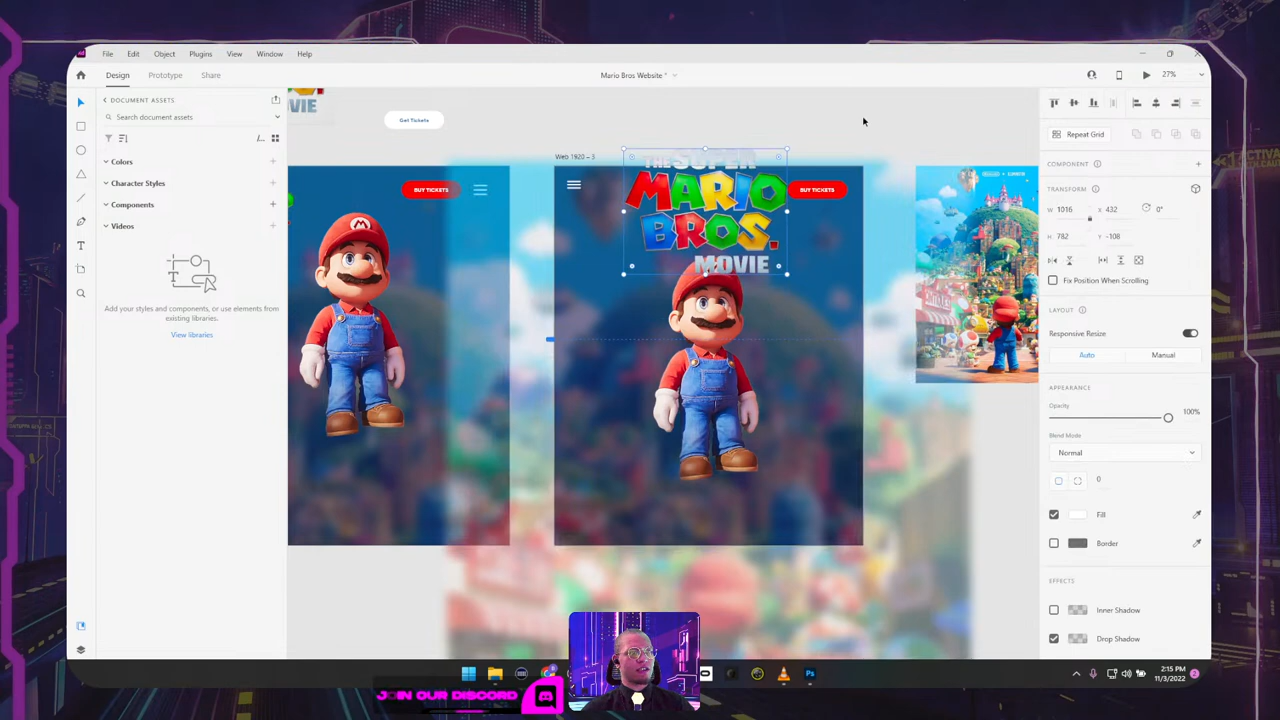 File Edit Object Plugins View Window Help
Design Prototype Share
Mario Bros Website *
27%
DOCUMENT ASSETS
Search document assets
Colors
Character Styles
Components
Videos
Add your styles and components, or use elements from
existing libraries.
View libraries
VIE
Get Tickets
BUY TICKETS
Web 1920 – 3
THE SUPER
MARIO
BROS.
MOVIE
BUY TICKETS
Repeat Grid
COMPONENT
TRANSFORM
W 1016 X 432 0°
H 782 Y -108
Fix Position When Scrolling
LAYOUT
Responsive Resize
Auto Manual
APPEARANCE
Opacity
100%
Blend Mode
Normal
0
Fill
Border
EFFECTS
Inner Shadow
Drop Shadow
JOIN OUR DISCORD
Ps
2:15 PM
11/3/2022